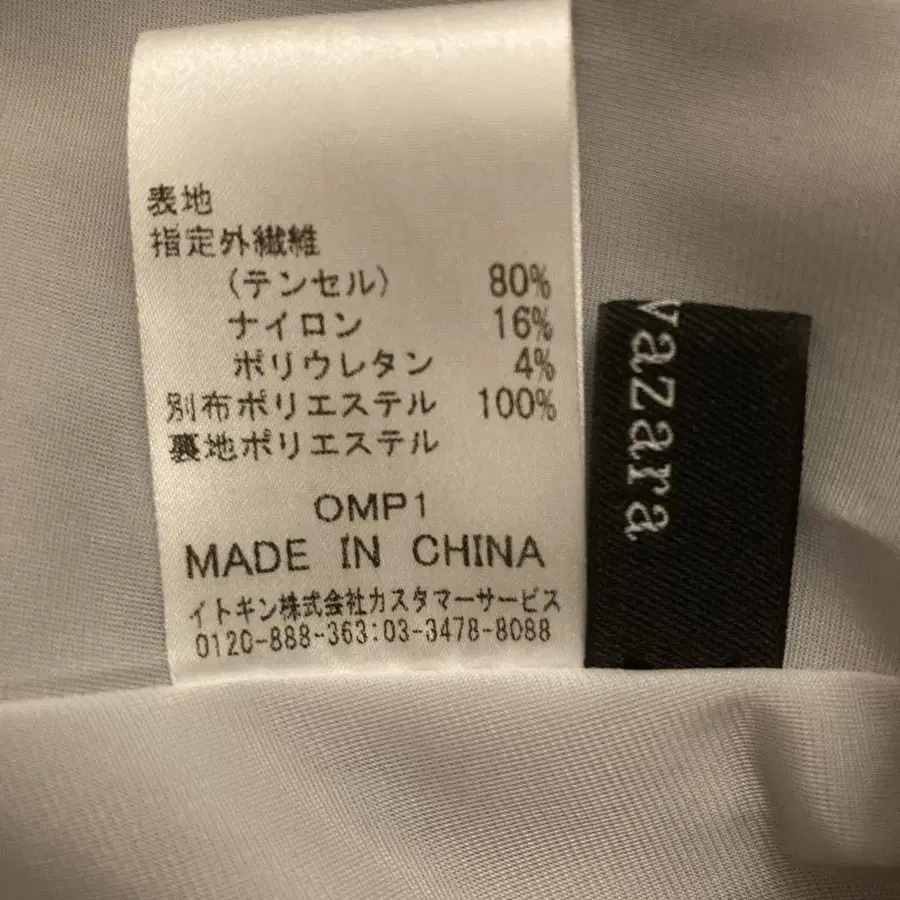 表地
指定外繊維
(テンセル) 80%
ナイロン 16%
ポリウレタン 4%
別布ポリエステル 100%
裏地ポリエステル
OMP1
MADE IN CHINA
イトキン株式会社カスタマーサービス
0120-888-363:03-3478-8088
vazara